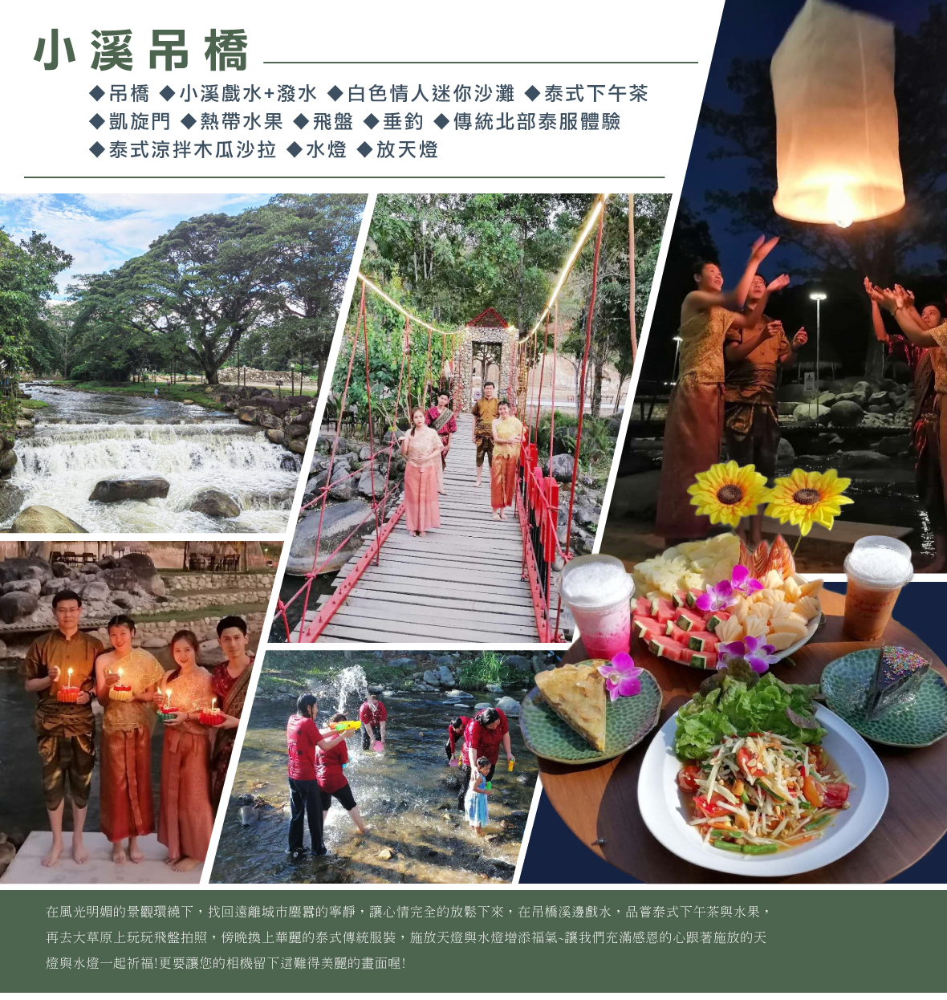 小溪吊橋
◆吊橋 ◆小溪戲水+潑水 ◆白色情人迷你沙灘 ◆泰式下午茶
◆凱旋門 ◆熱帶水果 ◆飛盤 ◆垂釣 ◆傳統北部泰服體驗
◆泰式涼拌木瓜沙拉 ◆水燈 ◆放天燈
在風光明媚的景觀環繞下，找回遠離城市塵囂的寧靜，讓心情完全的放鬆下來，在吊橋溪邊戲水，品嘗泰式下午茶與水果，
再去大草原上玩玩飛盤拍照，傍晚換上華麗的泰式傳統服裝，施放天燈與水燈增添福氣~讓我們充滿感恩的心跟著施放的天
燈與水燈一起祈福!更要讓您的相機留下這難得美麗的畫面喔!